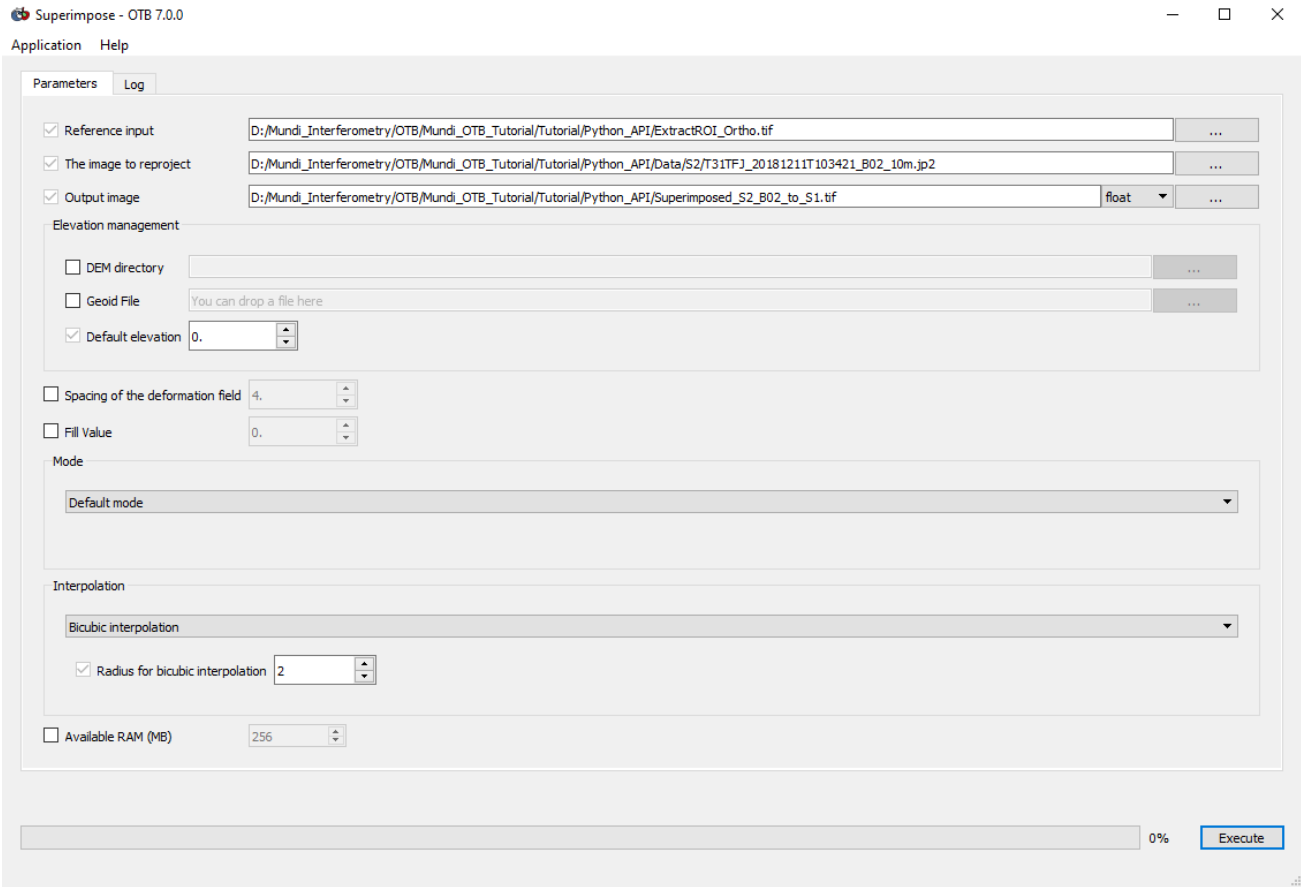 Superimpose - OTB 7.0.0
Application Help
Parameters Log
Reference input D:/Mundi_Interferometry/OTB/Mundi_OTB_Tutorial/Tutorial/Python_API/ExtractROI_Ortho.tif ...
The image to reproject D:/Mundi_Interferometry/OTB/Mundi_OTB_Tutorial/Tutorial/Python_API/Data/S2/T31TFJ_20181211T103421_B02_10m.jp2 ...
Output image D:/Mundi_Interferometry/OTB/Mundi_OTB_Tutorial/Tutorial/Python_API/Superimposed_S2_B02_to_S1.tif float ...
Elevation management
DEM directory ...
Geoid File You can drop a file here ...
Default elevation 0.
Spacing of the deformation field 4.
Fill Value 0.
Mode
Default mode
Interpolation
Bicubic interpolation
Radius for bicubic interpolation 2
Available RAM (MB) 256
0% Execute